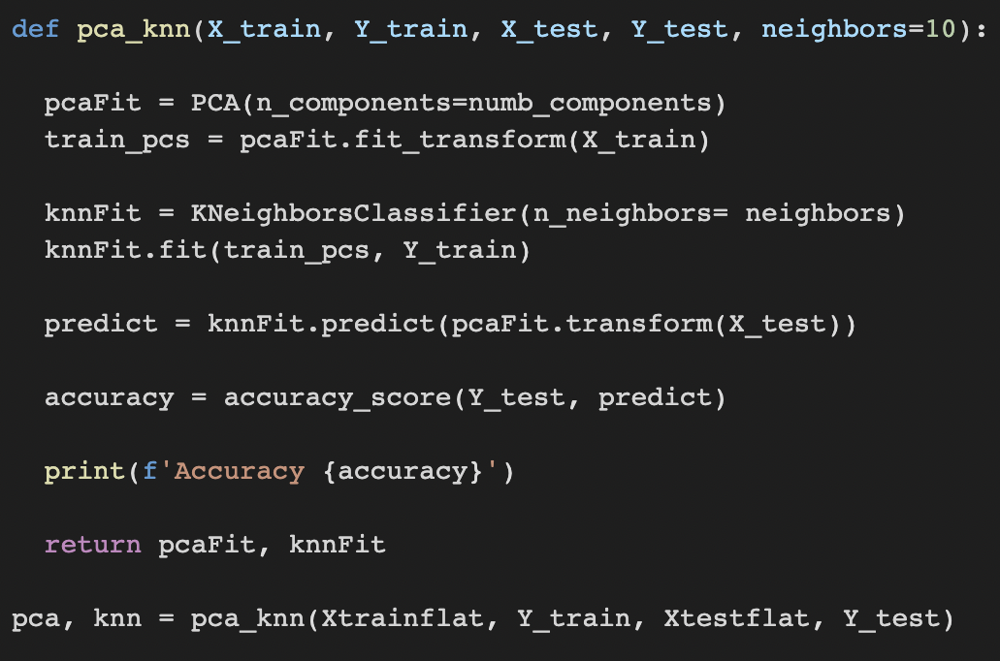 def pca_knn(X_train, Y_train, X_test, Y_test, neighbors=10):
pcaFit = PCA(n_components=numb_components)
train_pcs = pcaFit.fit_transform(X_train)
knnFit = KNeighborsClassifier(n_neighbors= neighbors)
knnFit.fit(train_pcs, Y_train)
predict = knnFit.predict(pcaFit.transform(X_test))
accuracy = accuracy_score(Y_test, predict)
print(f'Accuracy {accuracy}')
return pcaFit, knnFit
pca, knn = pca_knn(Xtrainflat, Y_train, Xtestflat, Y_test)